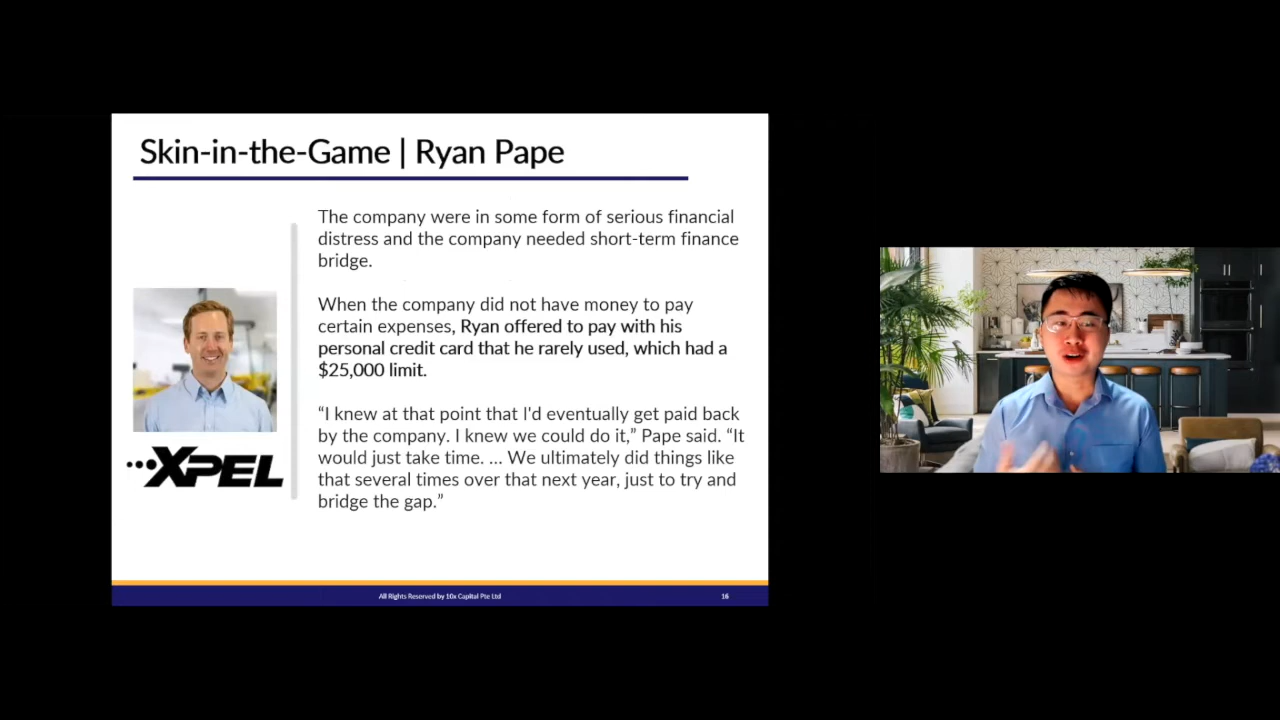 Skin-in-the-Game | Ryan Pape
The company were in some form of serious financial
distress and the company needed short-term finance
bridge.
When the company did not have money to pay
certain expenses, Ryan offered to pay with his
personal credit card that he rarely used, which had a
$25,000 limit.
“I knew at that point that I'd eventually get paid back
by the company. I knew we could do it,” Pape said. “It
would just take time. ... We ultimately did things like
that several times over that next year, just to try and
bridge the gap.”
XPEL
All Rights Reserved by 10x Capital Pte Ltd
16